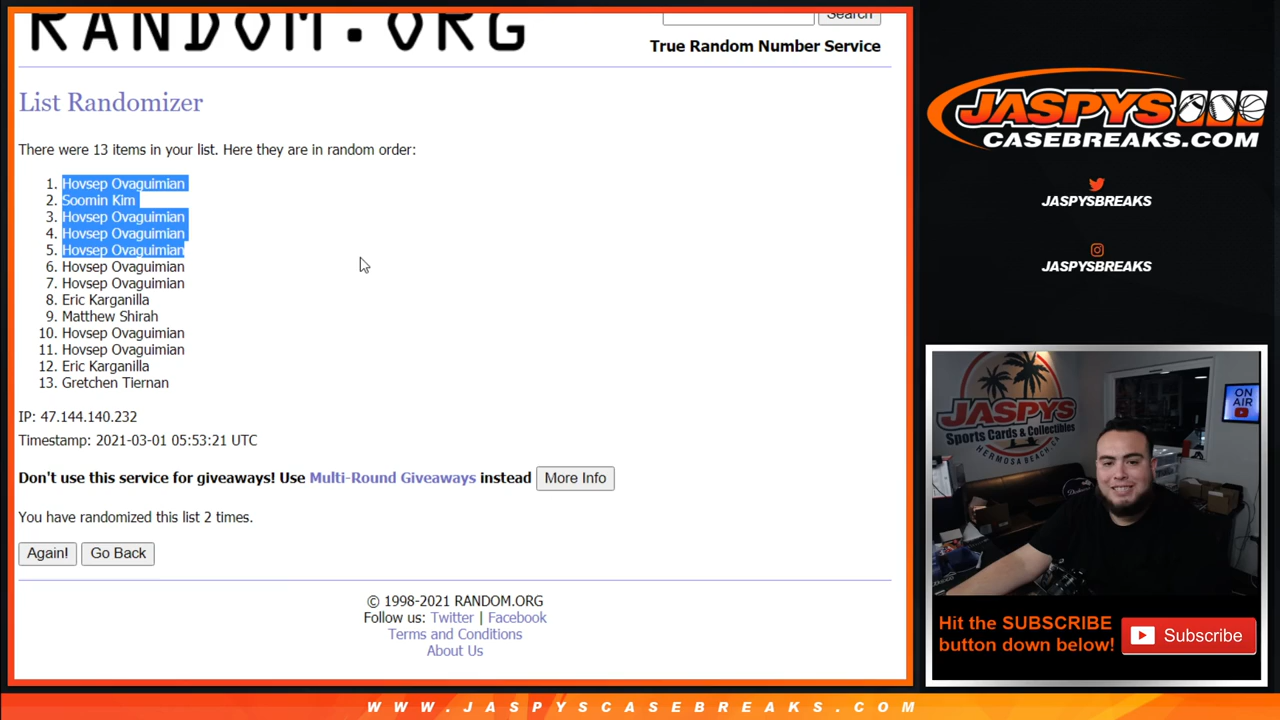 RANDOM.ORG
Search
True Random Number Service
List Randomizer
There were 13 items in your list. Here they are in random order:
1. Hovsep Ovaguimian
2. Soomin Kim
3. Hovsep Ovaguimian
4. Hovsep Ovaguimian
5. Hovsep Ovaguimian
6. Hovsep Ovaguimian
7. Hovsep Ovaguimian
8. Eric Karganilla
9. Matthew Shirah
10. Hovsep Ovaguimian
11. Hovsep Ovaguimian
12. Eric Karganilla
13. Gretchen Tiernan
IP: 47.144.140.232
Timestamp: 2021-03-01 05:53:21 UTC
Don't use this service for giveaways! Use Multi-Round Giveaways instead More Info
You have randomized this list 2 times.
Again! Go Back
© 1998-2021 RANDOM.ORG
Follow us: Twitter | Facebook
Terms and Conditions
About Us
JASPYS
CASEBREAKS.COM
JASPYSBREAKS
JASPYSBREAKS
JASPYS
Sports Cards & Collectibles
HERMOSA BEACH, CA
ON
AIR
Hit the SUBSCRIBE
button down below!
Subscribe
WWW.JASPYSCASEBREAKS.COM